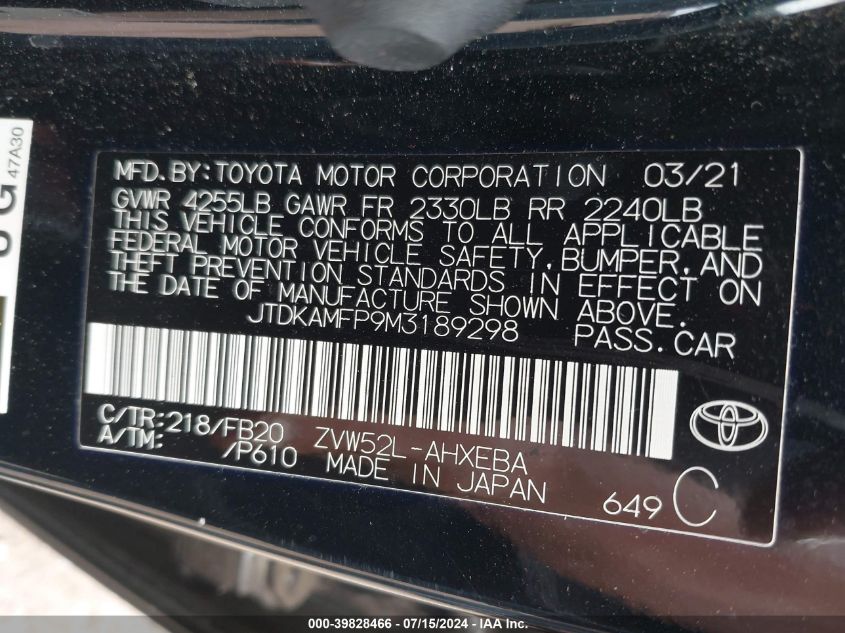 47A30
MFD.BY:TOYOTA MOTOR CORPORATION 03/21
GVWR 4255LB GAWR FR 2330LB RR 2240LB
THIS VEHICLE CONFORMS TO ALL APPLICABLE
FEDERAL MOTOR VEHICLE SAFETY,BUMPER,AND
THEFT PREVENTION STANDARDS IN EFFECT ON
THE DATE OF MANUFACTURE SHOWN ABOVE.
JTDKAMFP9M3189298 PASS.CAR
C/TR:218/FB20 ZVW52L-AHXEBA
A/TM: /P610 MADE IN JAPAN
649 C
000-39828466 - 07/15/2024 - IAA Inc.